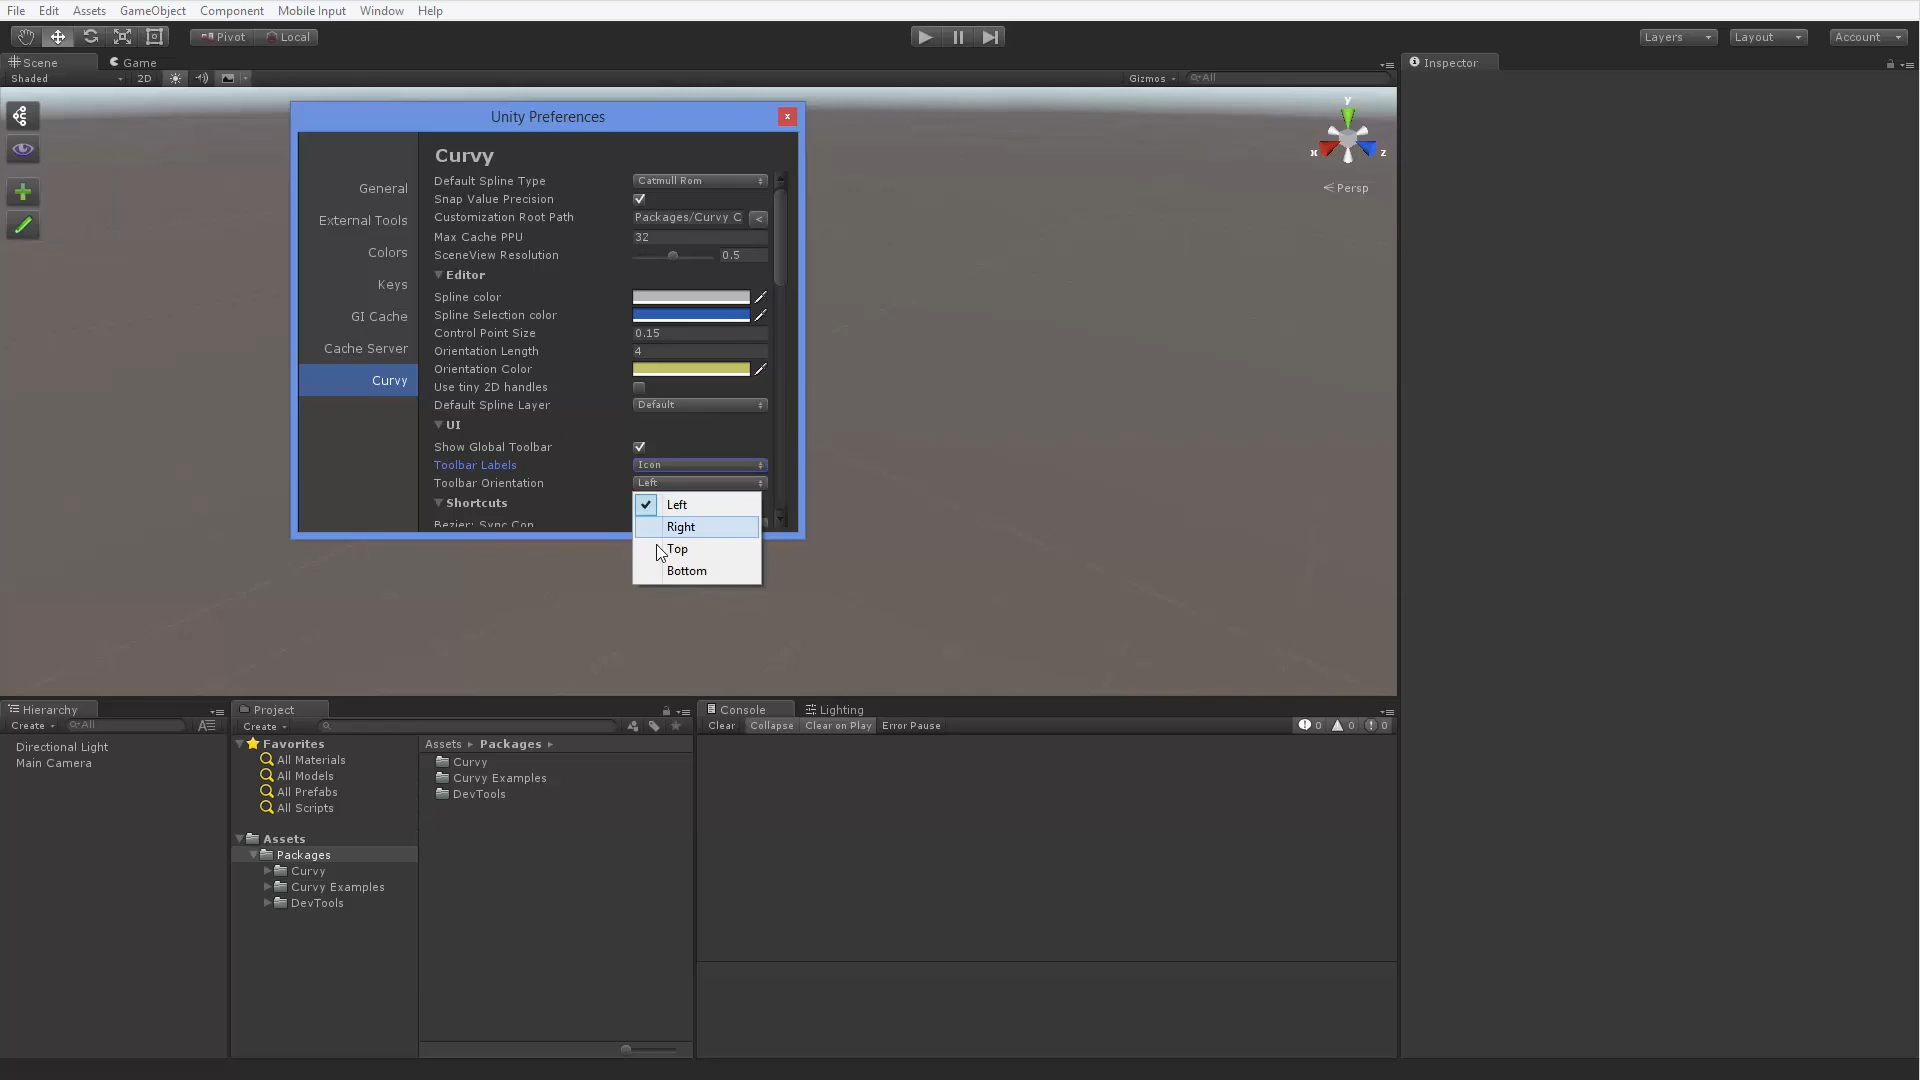 File Edit Assets GameObject Component Mobile Input Window Help
Pivot Local Layers Layout Account
Scene Game Inspector
Shaded 2D Gizmos All
Unity Preferences
y
x z
Persp
Curvy
General
External Tools
Colors
Keys
GI Cache
Cache Server
Curvy
Default Spline Type Catmull Rom
Snap Value Precision
Customization Root Path Packages/Curvy C <
Max Cache PPU 32
SceneView Resolution 0.5
Editor
Spline color
Spline Selection color
Control Point Size 0.15
Orientation Length 4
Orientation Color
Use tiny 2D handles
Default Spline Layer Default
UI
Show Global Toolbar
Toolbar Labels Icon
Toolbar Orientation Left
Shortcuts
Bezier: Sync Con
Left
Right
Top
Bottom
Hierarchy
Create All
Directional Light
Main Camera
Project
Create
Favorites
All Materials
All Models
All Prefabs
All Scripts
Assets
Packages
Curvy
Curvy Examples
DevTools
Assets Packages
Curvy
Curvy Examples
DevTools
Console Lighting
Clear Collapse Clear on Play Error Pause 0 0 0